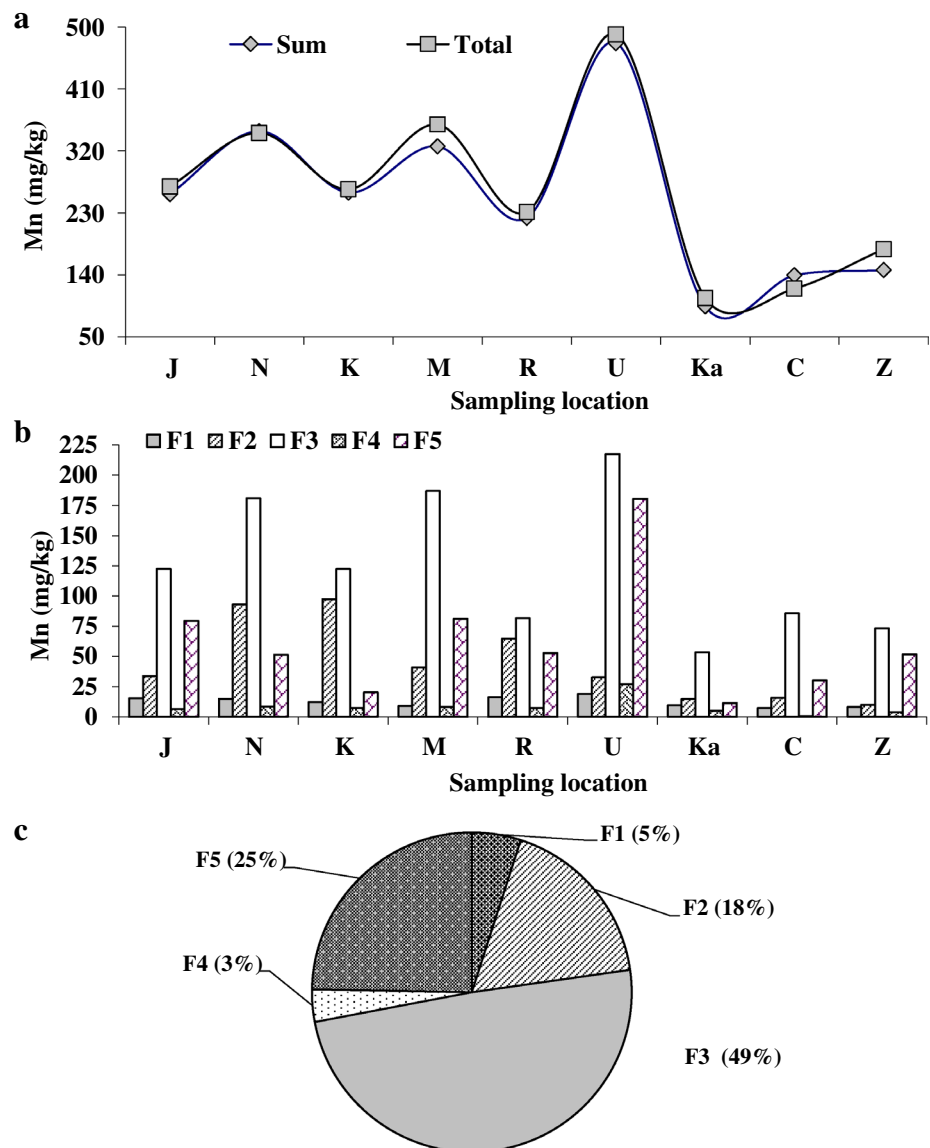 a
Sum Total
500
410
320
230
140
50
Mn (mg/kg)
J N K M R U Ka C Z
Sampling location
b
F1 F2 F3 F4 F5
225
200
175
150
125
100
75
50
25
0
Mn (mg/kg)
J N K M R U Ka C Z
Sampling location
c
F1 (5%)
F5 (25%)
F2 (18%)
F4 (3%)
F3 (49%)